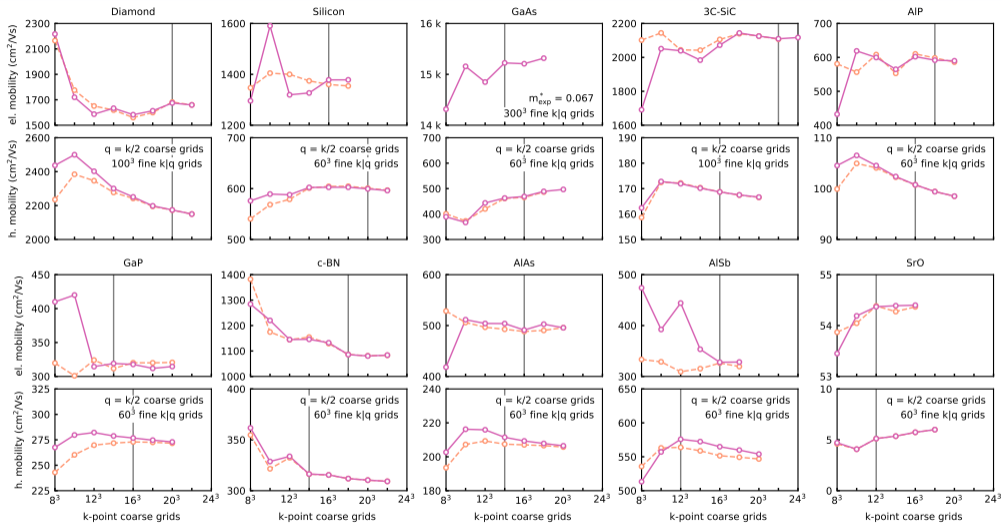 Diamond
Silicon
GaAs
3C-SiC
AlP
el. mobility (cm²/Vs)
2300
2100
1900
1700
1500
1600
1400
1200
16 k
15 k
14 k
m*exp = 0.067
300³ fine k|q grids
2200
2000
1800
1600
700
600
500
400
h. mobility (cm²/Vs)
2600
2400
2200
2000
q = k/2 coarse grids
100³ fine k|q grids
700
600
500
q = k/2 coarse grids
60³ fine k|q grids
700
600
500
400
300
q = k/2 coarse grids
60³ fine k|q grids
190
180
170
160
150
q = k/2 coarse grids
100³ fine k|q grids
110
100
90
q = k/2 coarse grids
60³ fine k|q grids
GaP
c-BN
AlAs
AlSb
SrO
el. mobility (cm²/Vs)
450
400
350
300
1400
1300
1200
1100
1000
600
500
400
500
400
300
55
54
53
h. mobility (cm²/Vs)
325
300
275
250
225
q = k/2 coarse grids
60³ fine k|q grids
400
350
300
q = k/2 coarse grids
60³ fine k|q grids
240
220
200
180
q = k/2 coarse grids
60³ fine k|q grids
650
600
550
500
q = k/2 coarse grids
60³ fine k|q grids
10
5
0
q = k/2 coarse grids
60³ fine k|q grids
8³ 12³ 16³ 20³ 24³
8³ 12³ 16³ 20³ 24³
8³ 12³ 16³ 20³ 24³
8³ 12³ 16³ 20³ 24³
8³ 12³ 16³ 20³ 24³
k-point coarse grids
k-point coarse grids
k-point coarse grids
k-point coarse grids
k-point coarse grids